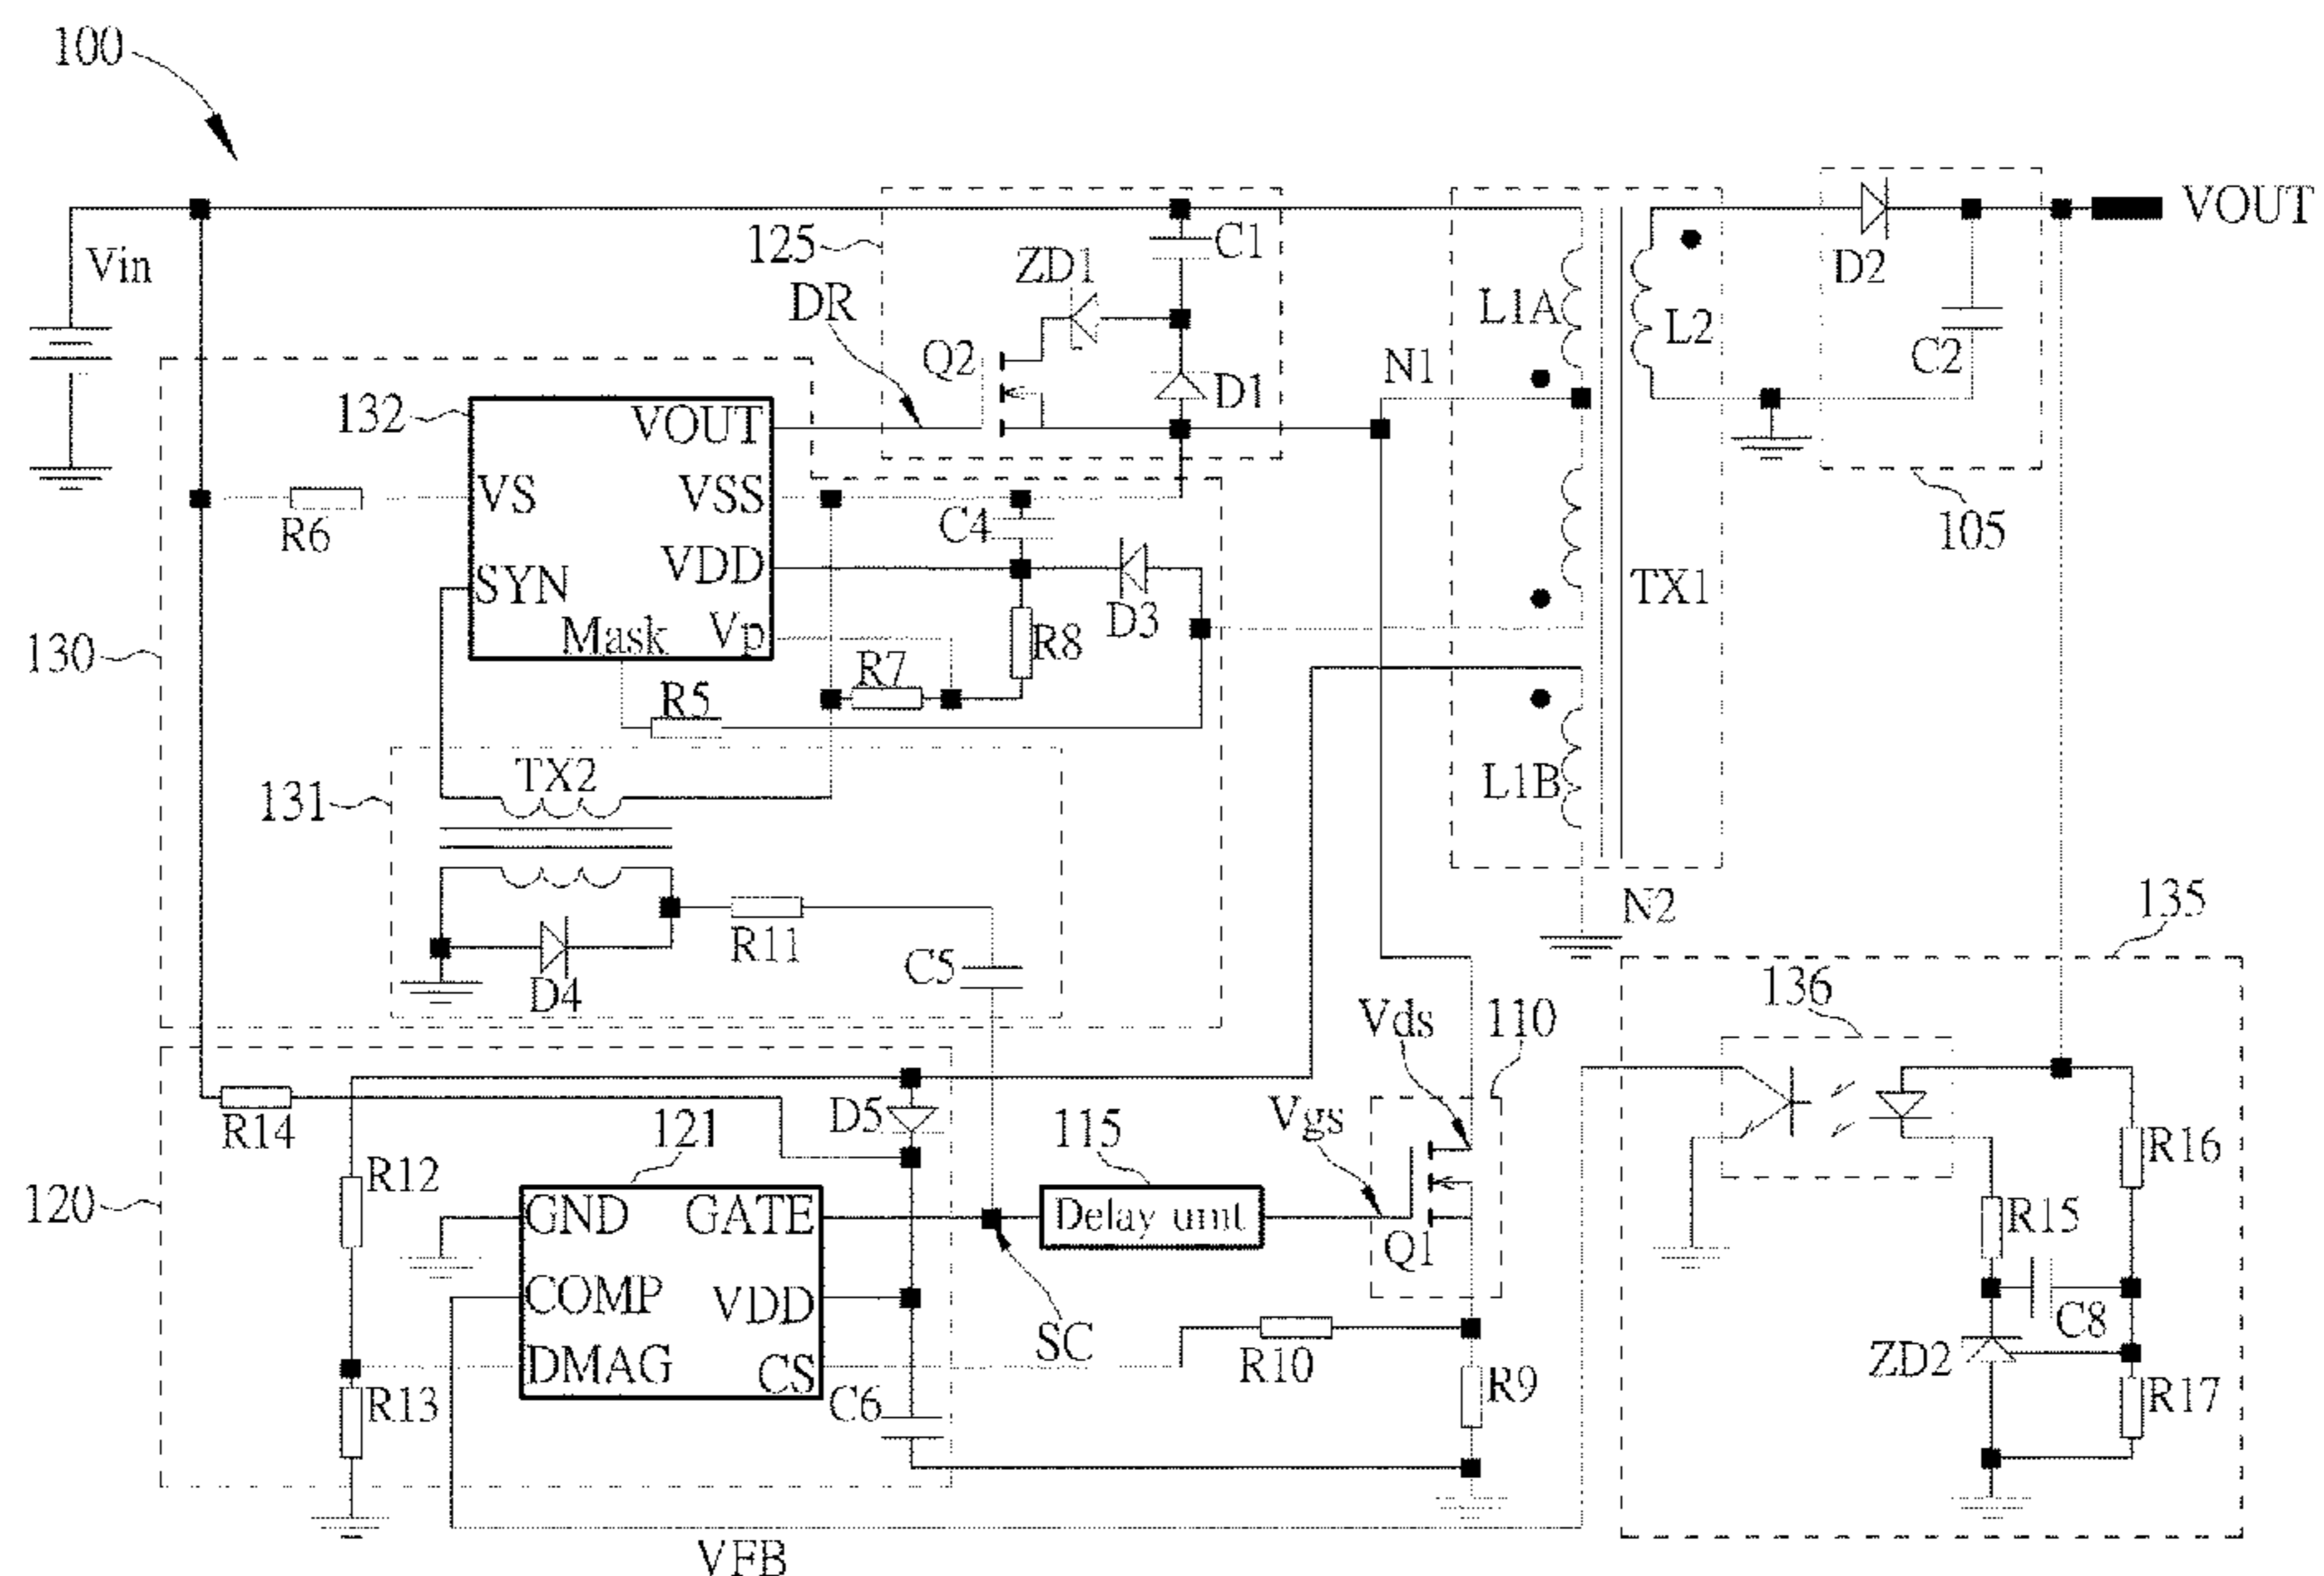 100
Vin
125
C1
ZD1
DR
Q2
D1
N1
L1A
L2
D2
C2
VOUT
105
132
VOUT
VS
VSS
VDD
SYN
Mask
Vp
R6
C4
D3
R8
R7
R5
TX1
130
131
TX2
L1B
N2
R11
D4
C5
135
136
Vds
110
Vgs
R14
D5
121
115
R12
120
GND
GATE
COMP
VDD
DMAG
CS
Delay unit
Q1
SC
R10
R9
R13
C6
R16
R15
C8
ZD2
R17
VFB